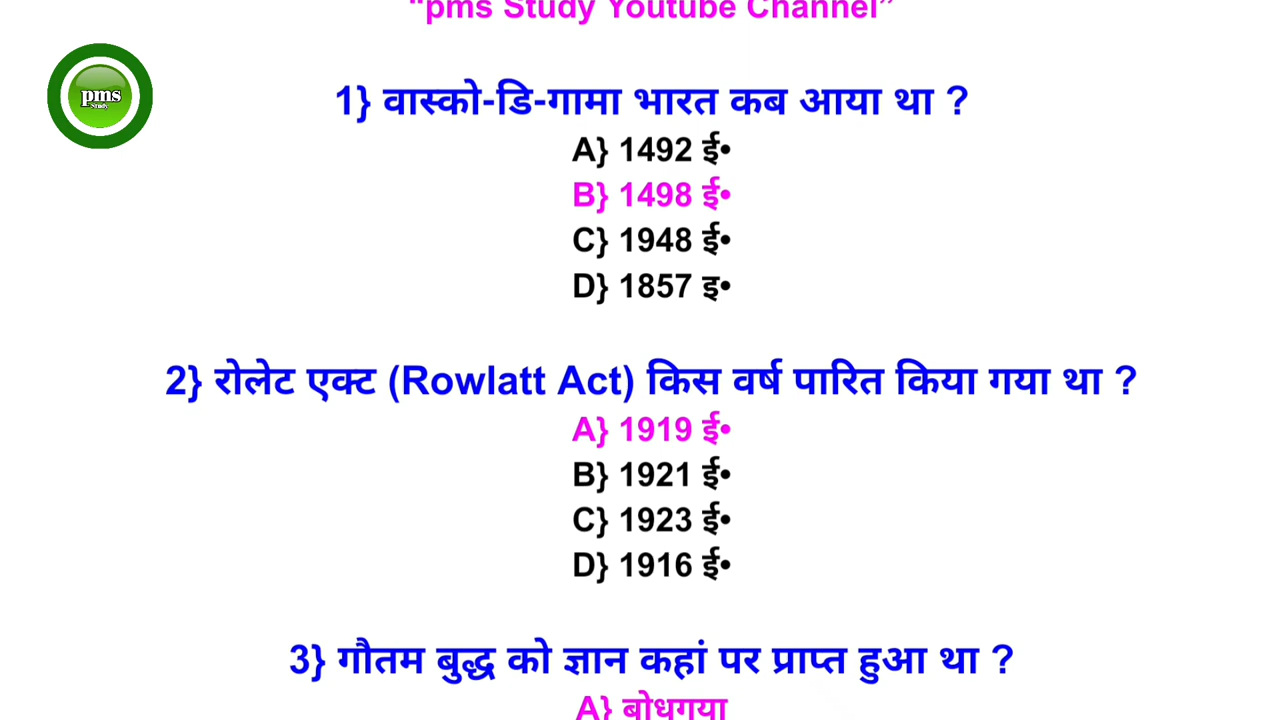 “pms Study Youtube Channel”
pms
Study
1} वास्को-डि-गामा भारत कब आया था ?
A} 1492 ई•
B} 1498 ई•
C} 1948 ई•
D} 1857 इ•
2} रोलेट एक्ट (Rowlatt Act) किस वर्ष पारित किया गया था ?
A} 1919 ई•
B} 1921 ई•
C} 1923 ई•
D} 1916 ई•
3} गौतम बुद्ध को ज्ञान कहां पर प्राप्त हुआ था ?
A} बोधगया